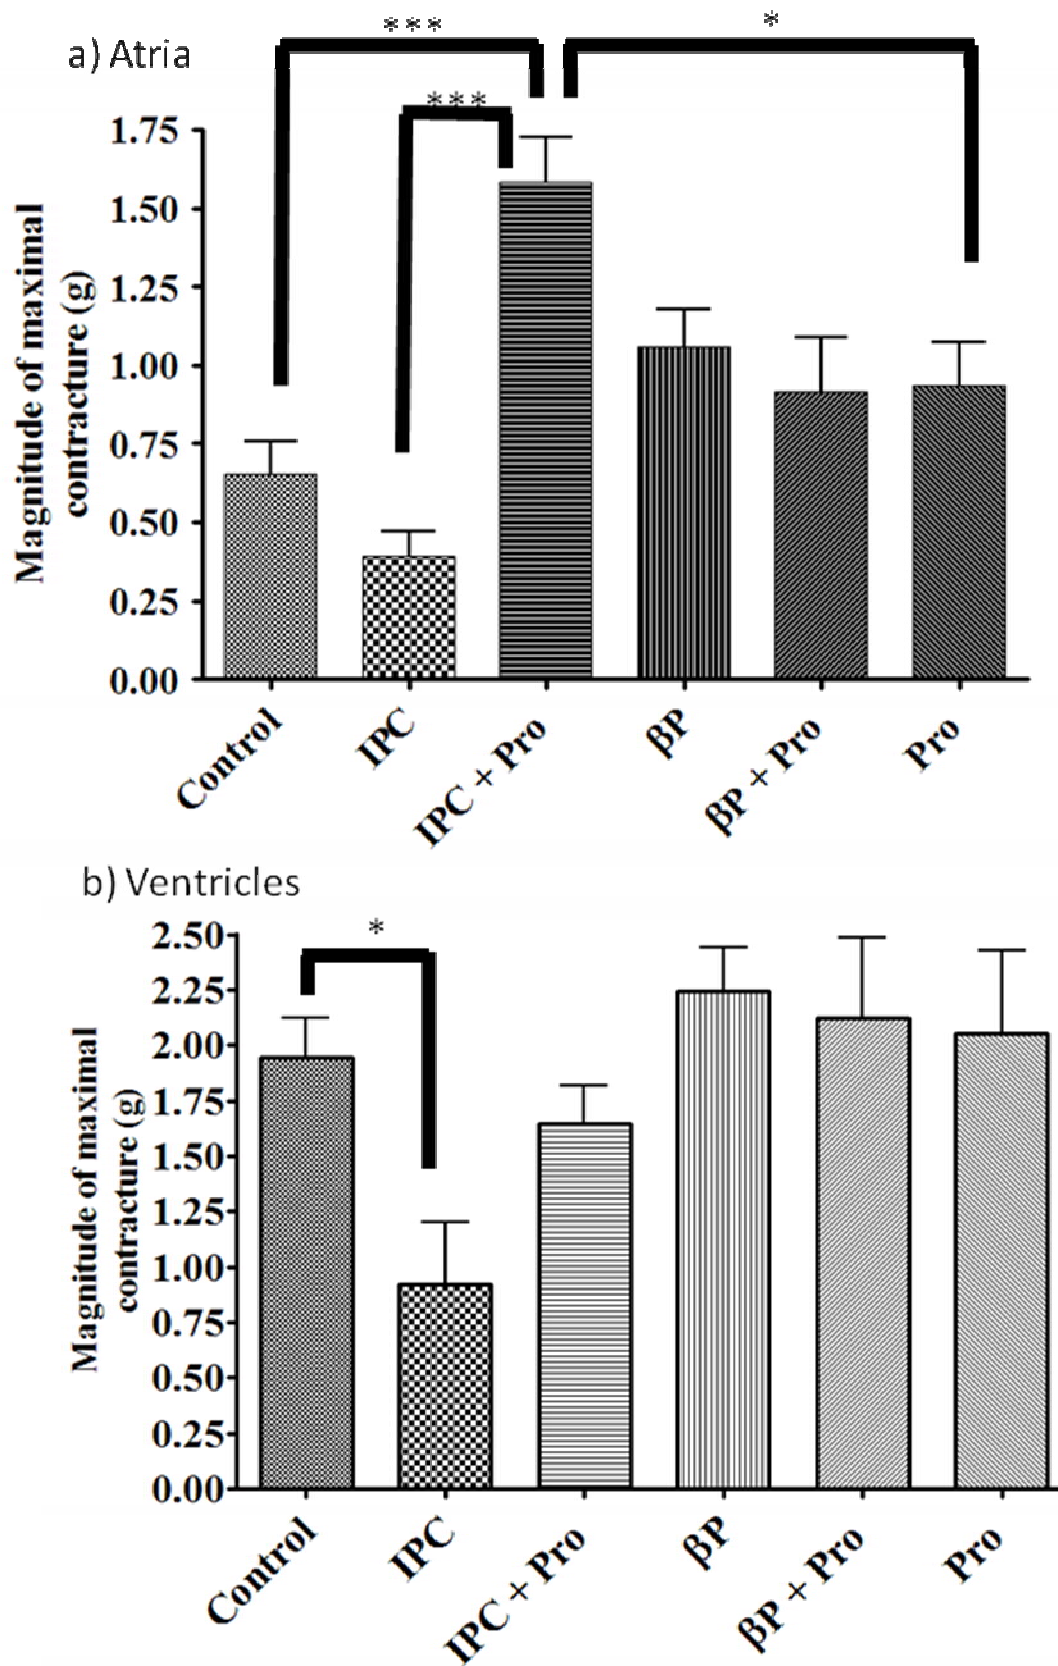 ***
*
a) Atria
***
Magnitude of maximal
contracture (g)
1.75
1.50
1.25
1.00
0.75
0.50
0.25
0.00
Control
IPC
IPC + Pro
βP
βP + Pro
Pro
b) Ventricles
*
Magnitude of maximal
contracture (g)
2.50
2.25
2.00
1.75
1.50
1.25
1.00
0.75
0.50
0.25
0.00
Control
IPC
IPC + Pro
βP
βP + Pro
Pro